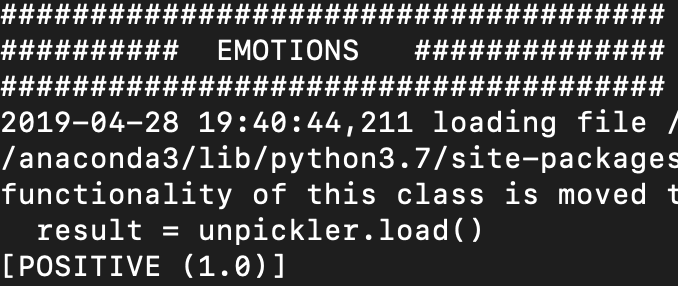 #####################################
########## EMOTIONS ##############
#####################################
2019-04-28 19:40:44,211 loading file /
/anaconda3/lib/python3.7/site-packages
functionality of this class is moved t
result = unpickler.load()
[POSITIVE (1.0)]